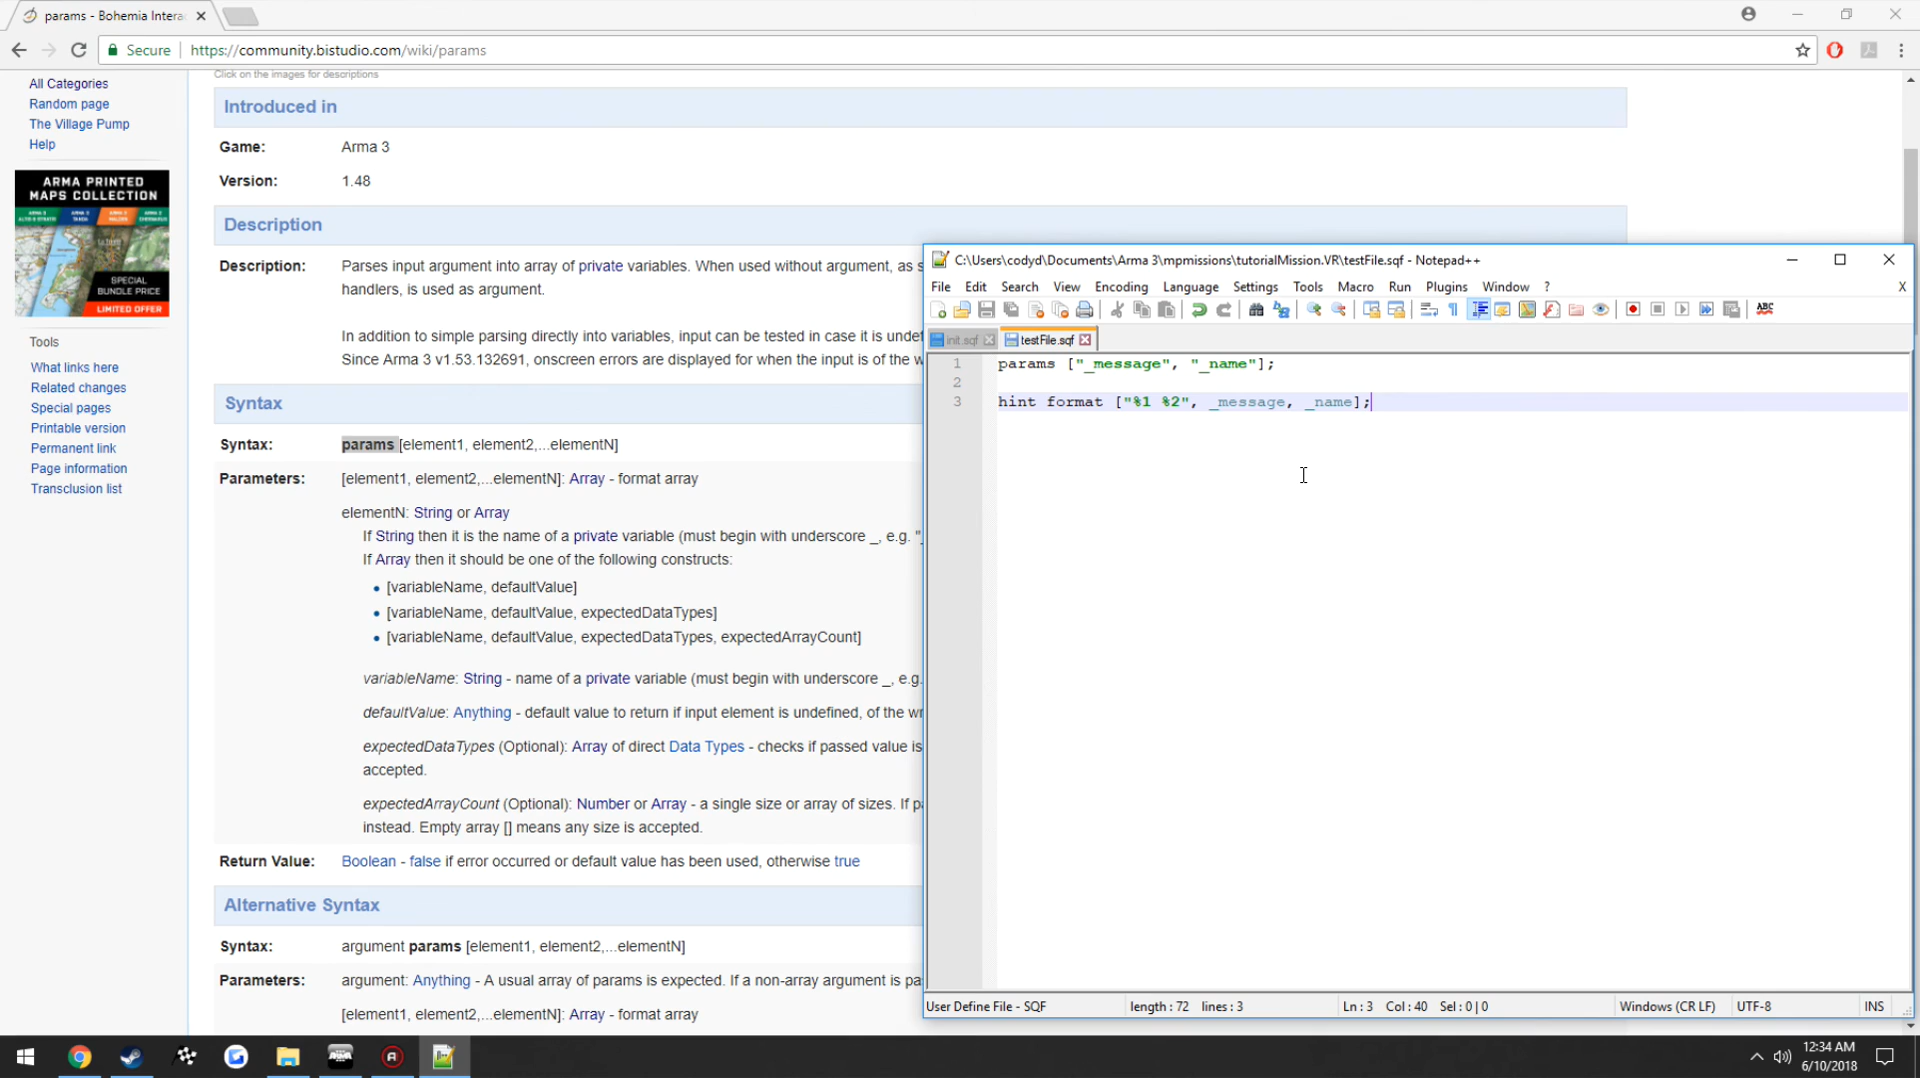 params - Bohemia Intera
Secure
https://community.bistudio.com/wiki/params
All Categories
Random page
The Village Pump
Help
ARMA PRINTED
MAPS COLLECTION
SPECIAL
BUNDLE PRICE
LIMITED OFFER
Tools
What links here
Related changes
Special pages
Printable version
Permanent link
Page information
Transclusion list
Click on the images for descriptions
Introduced in
Game: Arma 3
Version: 1.48
Description
Description: Parses input argument into array of private variables. When used without argument, as s
handlers, is used as argument.
In addition to simple parsing directly into variables, input can be tested in case it is undef
Since Arma 3 v1.53.132691, onscreen errors are displayed for when the input is of the w
Syntax
Syntax: params [element1, element2,...elementN]
Parameters: [element1, element2,...elementN]: Array - format array
elementN: String or Array
If String then it is the name of a private variable (must begin with underscore _, e.g. "_
If Array then it should be one of the following constructs:
• [variableName, defaultValue]
• [variableName, defaultValue, expectedDataTypes]
• [variableName, defaultValue, expectedDataTypes, expectedArrayCount]
variableName: String - name of a private variable (must begin with underscore _, e.g.
defaultValue: Anything - default value to return if input element is undefined, of the wr
expectedDataTypes (Optional): Array of direct Data Types - checks if passed value is
accepted.
expectedArrayCount (Optional): Number or Array - a single size or array of sizes. If pa
instead. Empty array [] means any size is accepted.
Return Value: Boolean - false if error occurred or default value has been used, otherwise true
Alternative Syntax
Syntax: argument params [element1, element2,...elementN]
Parameters: argument: Anything - A usual array of params is expected. If a non-array argument is pa
[element1, element2,...elementN]: Array - format array
C:\Users\codyd\Documents\Arma 3\mpmissions\tutorialMission.VR\testFile.sqf - Notepad++
File Edit Search View Encoding Language Settings Tools Macro Run Plugins Window ? X
ABC
init.sqf testFile.sqf
1 params ["_message", "_name"];
2
3 hint format ["%1 %2", _message, _name];
User Define File - SQF length : 72 lines : 3 Ln : 3 Col : 40 Sel : 0 | 0 Windows (CR LF) UTF-8 INS
12:34 AM
6/10/2018